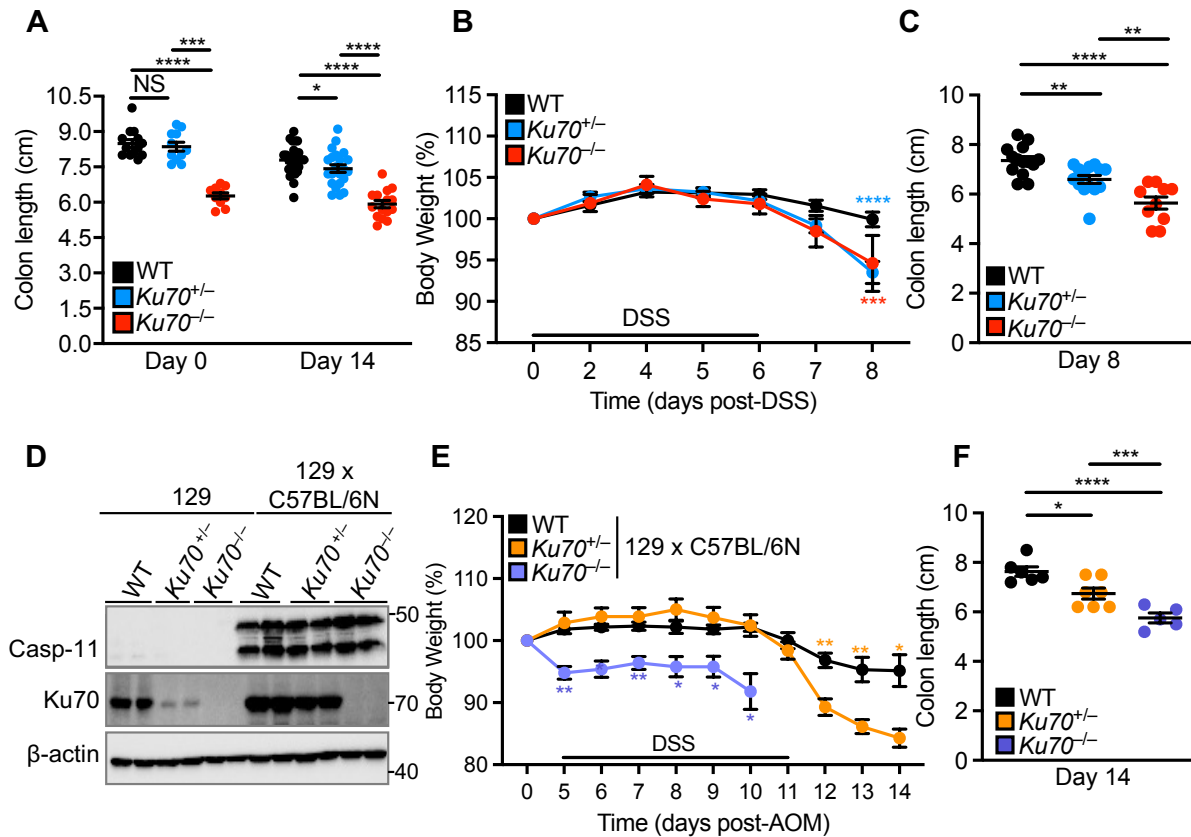 A
***
****
****
****
NS
*
10.5
9.0
7.5
6.0
4.5
3.0
1.5
0.0
Colon length (cm)
WT
Ku70+/–
Ku70–/–
Day 0
Day 14
B
115
110
105
100
95
90
85
Body Weight (%)
WT
Ku70+/–
Ku70–/–
****
***
DSS
0
2
4
5
6
7
8
Time (days post-DSS)
C
**
****
**
10
8
6
4
2
0
Colon length (cm)
WT
Ku70+/–
Ku70–/–
Day 8
D
129
129 x
C57BL/6N
WT
Ku70+/–
Ku70–/–
WT
Ku70+/–
Ku70–/–
Casp-11
-50
Ku70
-70
β-actin
-40
E
120
110
100
90
80
Body Weight (%)
WT
Ku70+/–
Ku70–/–
129 x C57BL/6N
**
**
*
**
**
*
*
*
DSS
0
5
6
7
8
9
10
11
12
13
14
Time (days post-AOM)
F
***
****
*
8
6
4
2
0
Colon length (cm)
WT
Ku70+/–
Ku70–/–
Day 14